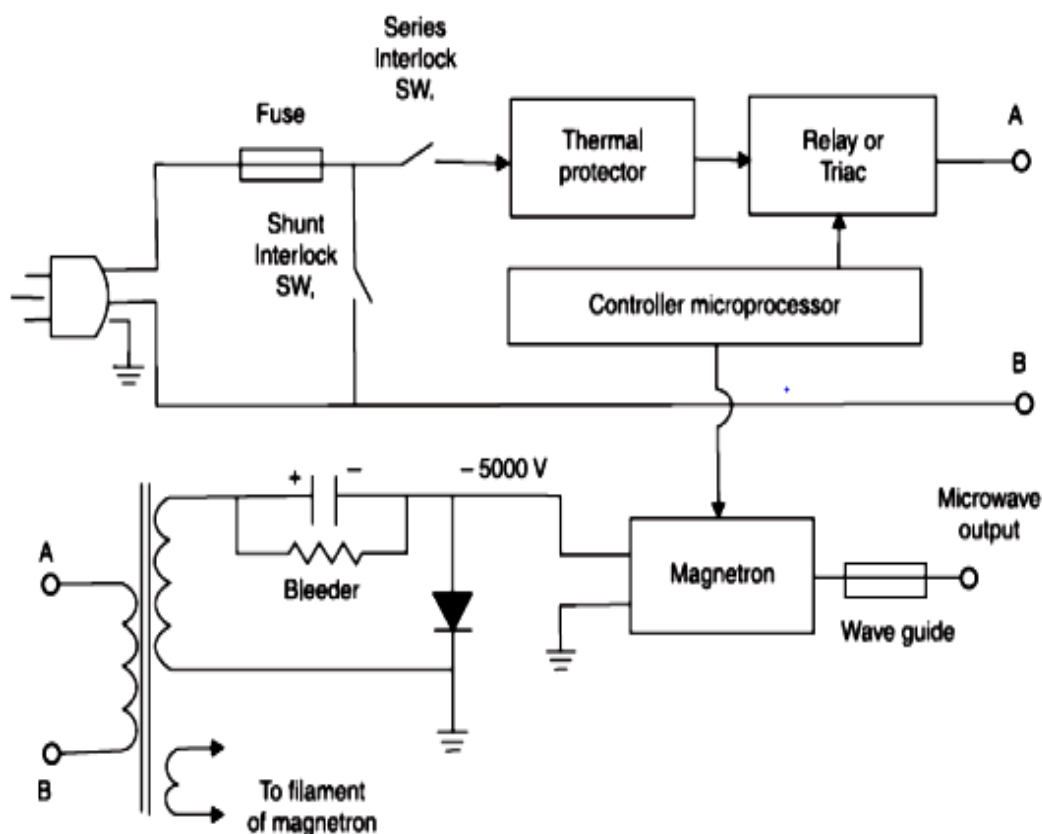 Series
Interlock
SW,
Fuse
Thermal
protector
Relay or
Triac
A
Shunt
Interlock
SW,
Controller microprocessor
B
+ −
− 5000 V
Bleeder
A
B
Magnetron
Microwave
output
Wave guide
To filament
of magnetron